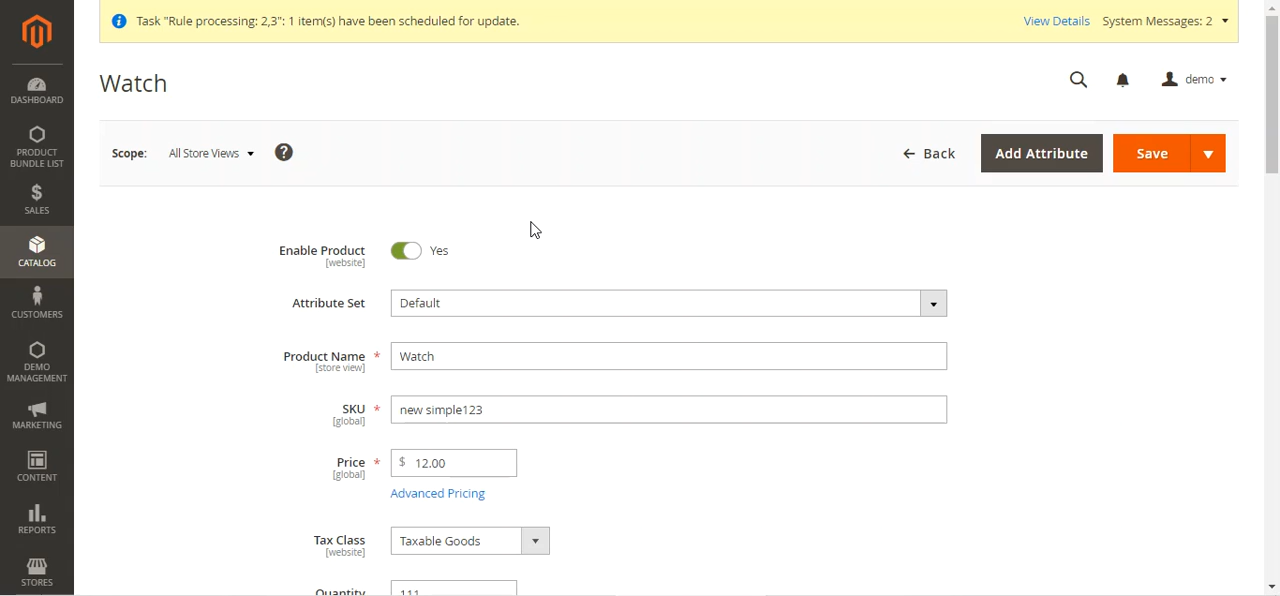 Task "Rule processing: 2,3": 1 item(s) have been scheduled for update.
View Details
System Messages: 2
Watch
demo
Scope:
All Store Views
?
Back
Add Attribute
Save
DASHBOARD
PRODUCT
BUNDLE LIST
$
SALES
CATALOG
CUSTOMERS
DEMO
MANAGEMENT
MARKETING
CONTENT
REPORTS
STORES
Enable Product
[website]
Yes
Attribute Set
Default
Product Name *
[store view]
Watch
SKU *
[global]
new simple123
Price *
[global]
$ 12.00
Advanced Pricing
Tax Class
[website]
Taxable Goods
Quantity
111